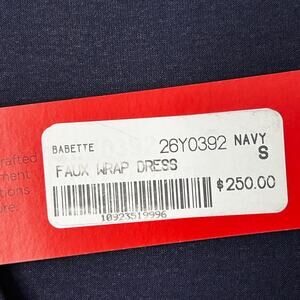 BABETTE 26Y0392 NAVY
S
FAUX WRAP DRESS
$250.00
10923519996